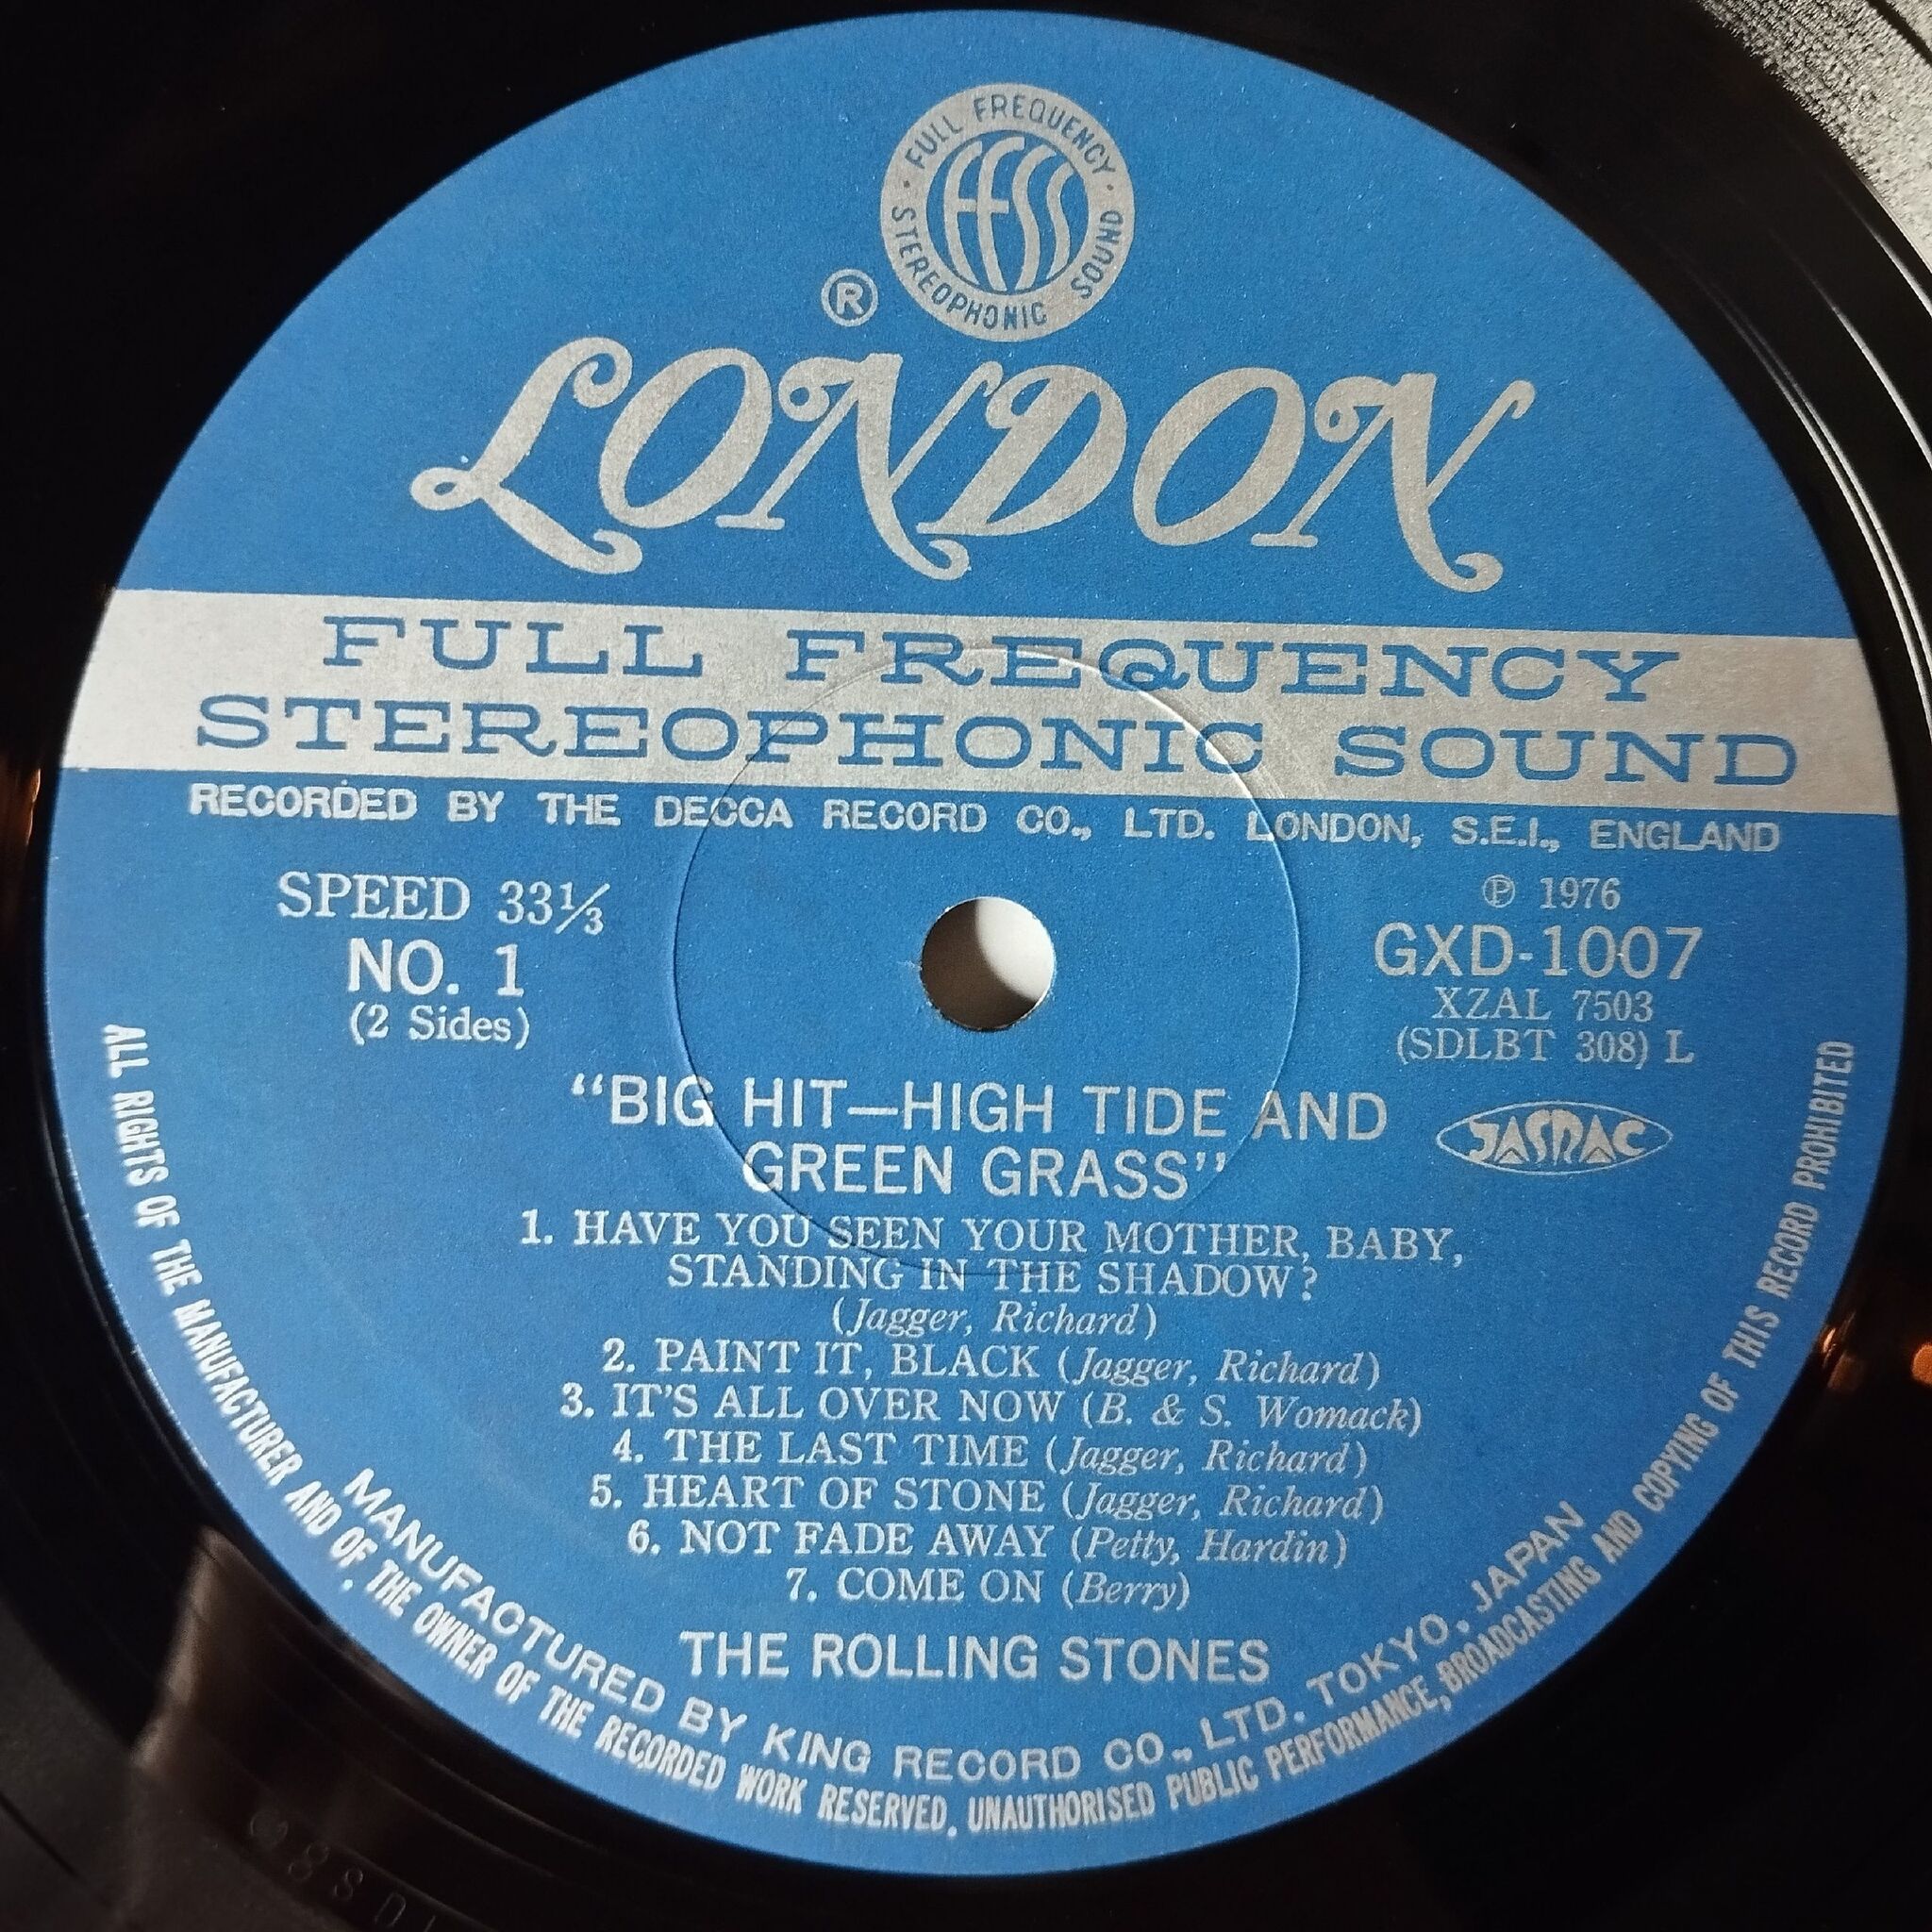 FULL FREQUENCY
ffss
STEREOPHONIC SOUND
®
LONDON
FULL FREQUENCY
STEREOPHONIC SOUND
RECORDED BY THE DECCA RECORD CO., LTD. LONDON, S.E.I., ENGLAND
SPEED 33⅓
NO. 1
(2 Sides)
℗ 1976
GXD-1007
XZAL 7503
(SDLBT 308) L
"BIG HIT—HIGH TIDE AND
GREEN GRASS"
JASRAC
1. HAVE YOU SEEN YOUR MOTHER, BABY,
STANDING IN THE SHADOW?
(Jagger, Richard)
2. PAINT IT, BLACK (Jagger, Richard)
3. IT'S ALL OVER NOW (B. & S. Womack)
4. THE LAST TIME (Jagger, Richard)
5. HEART OF STONE (Jagger, Richard)
6. NOT FADE AWAY (Petty, Hardin)
7. COME ON (Berry)
THE ROLLING STONES
MANUFACTURED BY KING RECORD CO., LTD. TOKYO. JAPAN
ALL RIGHTS OF THE MANUFACTURER AND OF THE OWNER OF THE RECORDED WORK RESERVED. UNAUTHORISED PUBLIC PERFORMANCE, BROADCASTING AND COPYING OF THIS RECORD PROHIBITED